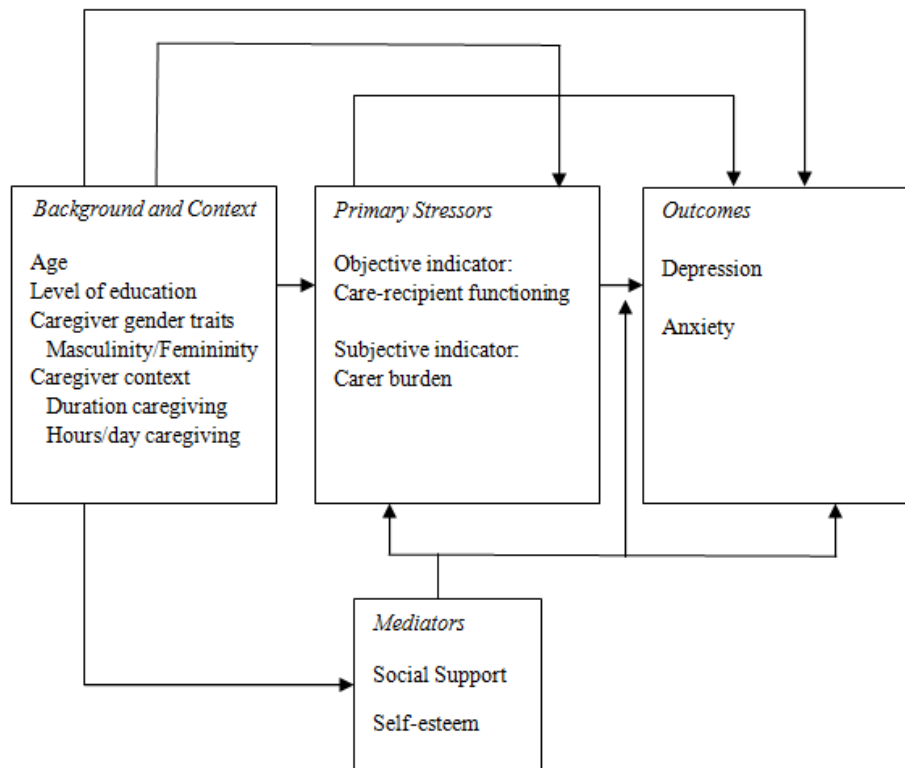 Background and Context
Age
Level of education
Caregiver gender traits
Masculinity/Femininity
Caregiver context
Duration caregiving
Hours/day caregiving
Primary Stressors
Objective indicator:
Care-recipient functioning
Subjective indicator:
Carer burden
Outcomes
Depression
Anxiety
Mediators
Social Support
Self-esteem